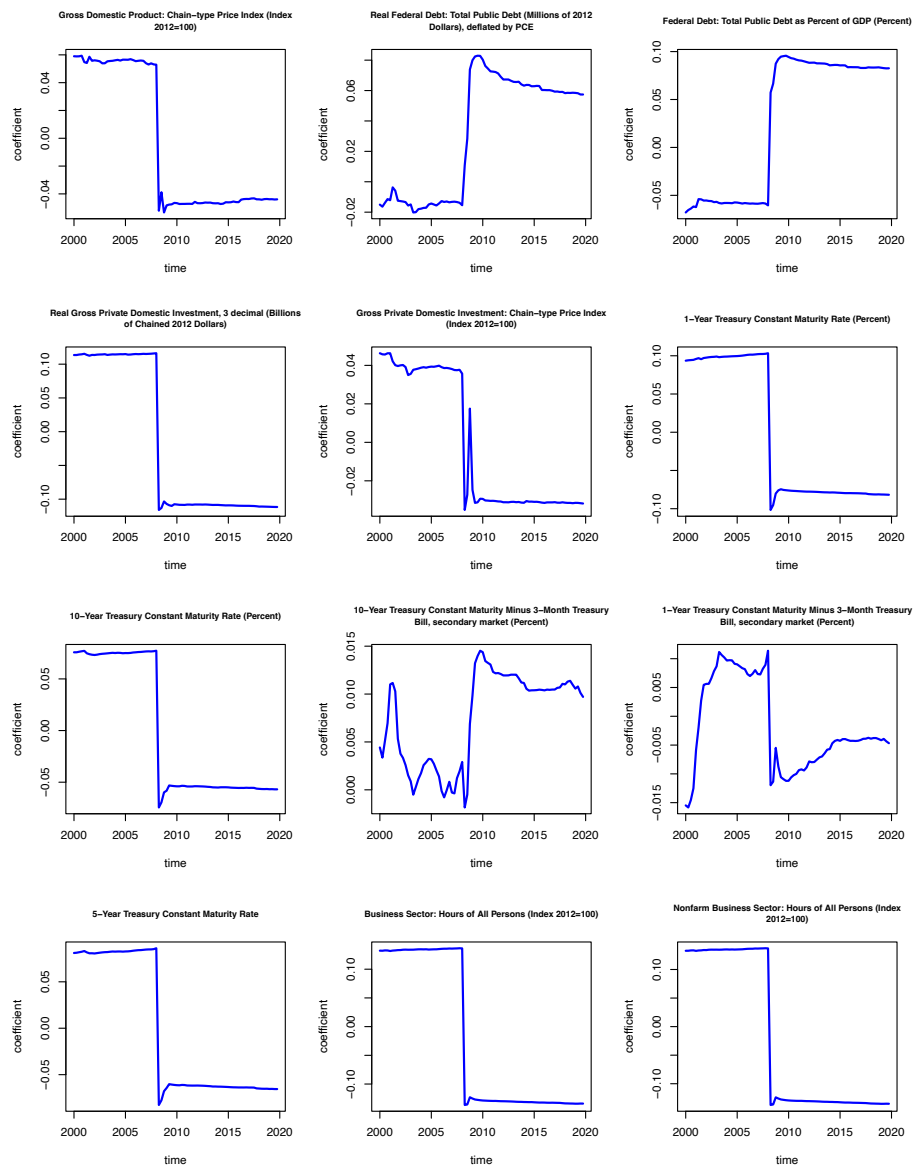 Gross Domestic Product: Chain−type Price Index (Index
2012=100)
coefficient
0.04
0.00
−0.04
2000 2005 2010 2015 2020
time
Real Federal Debt: Total Public Debt (Millions of 2012
Dollars), deflated by PCE
coefficient
0.06
0.02
−0.02
2000 2005 2010 2015 2020
time
Federal Debt: Total Public Debt as Percent of GDP (Percent)
coefficient
0.10
0.05
0.00
−0.05
2000 2005 2010 2015 2020
time
Real Gross Private Domestic Investment, 3 decimal (Billions
of Chained 2012 Dollars)
coefficient
0.10
0.05
0.00
−0.10
2000 2005 2010 2015 2020
time
Gross Private Domestic Investment: Chain−type Price Index
(Index 2012=100)
coefficient
0.04
0.02
0.00
−0.02
2000 2005 2010 2015 2020
time
1−Year Treasury Constant Maturity Rate (Percent)
coefficient
0.10
0.05
0.00
−0.10
2000 2005 2010 2015 2020
time
10−Year Treasury Constant Maturity Rate (Percent)
coefficient
0.05
0.00
−0.05
2000 2005 2010 2015 2020
time
10−Year Treasury Constant Maturity Minus 3−Month Treasury
Bill, secondary market (Percent)
coefficient
0.015
0.010
0.005
0.000
2000 2005 2010 2015 2020
time
1−Year Treasury Constant Maturity Minus 3−Month Treasury
Bill, secondary market (Percent)
coefficient
0.005
−0.005
−0.015
2000 2005 2010 2015 2020
time
5−Year Treasury Constant Maturity Rate
coefficient
0.05
0.00
−0.05
2000 2005 2010 2015 2020
time
Business Sector: Hours of All Persons (Index 2012=100)
coefficient
0.10
0.00
−0.10
2000 2005 2010 2015 2020
time
Nonfarm Business Sector: Hours of All Persons (Index
2012=100)
coefficient
0.10
0.00
−0.10
2000 2005 2010 2015 2020
time